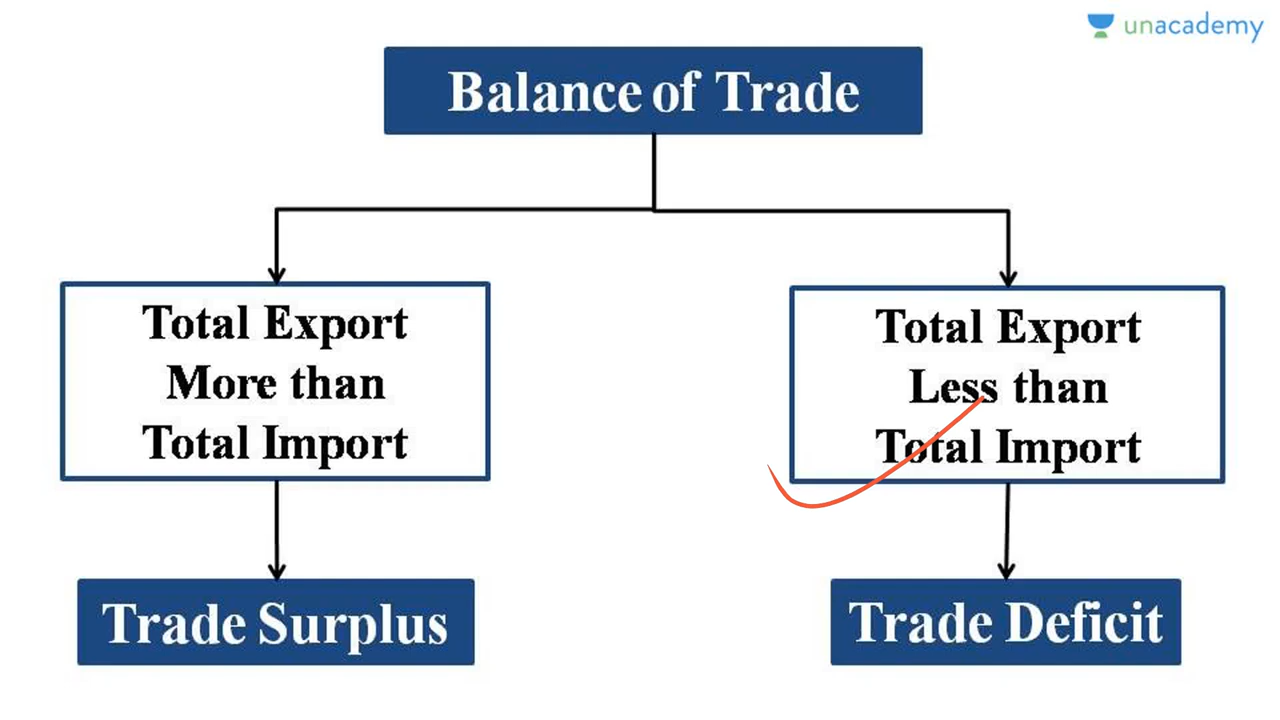 unacademy
Balance of Trade
Total Export
More than
Total Import
Total Export
Less than
Total Import
Trade Surplus
Trade Deficit